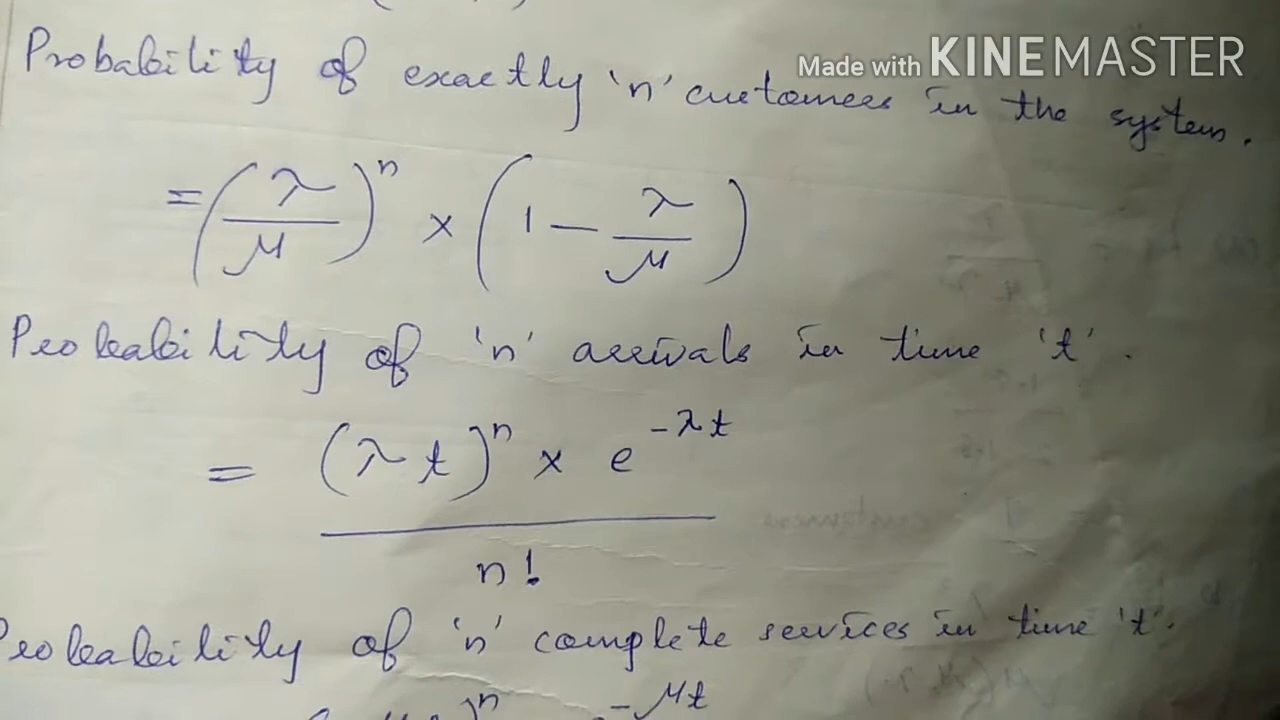 Made with KINEMASTER
Probability of exactly 'n' customers in the system.
= (λ/μ)^n × (1 − λ/μ)
Probability of 'n' arrivals in time 't'.
= (λt)^n × e^−λt
n!
Probability of 'n' complete services in time 't'.
n −μt